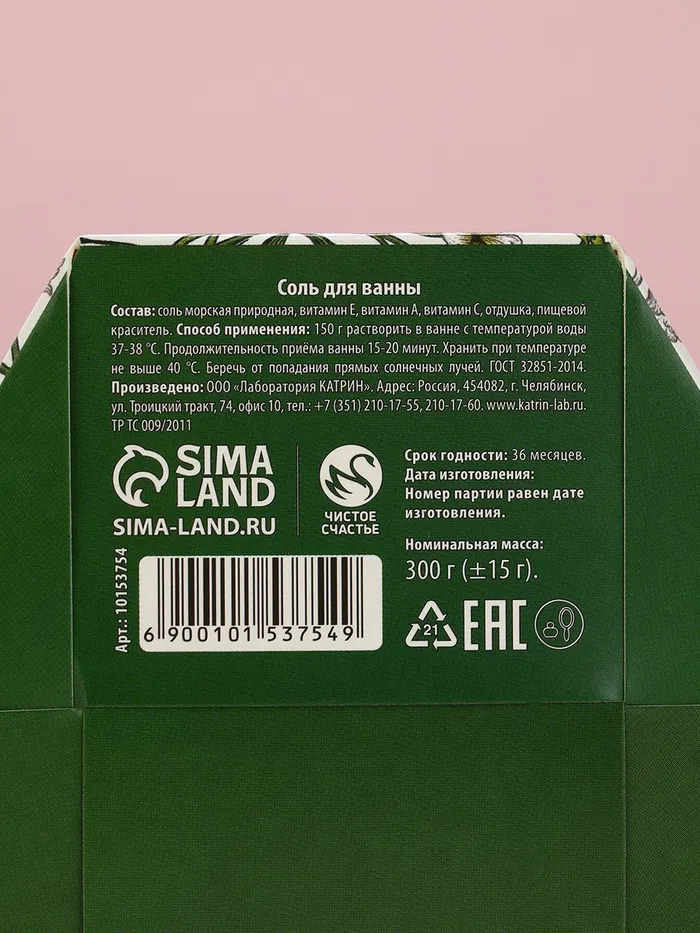 Соль для ванны
Состав: соль морская природная, витамин Е, витамин А, витамин С, отдушка, пищевой
краситель. Способ применения: 150 г растворить в ванне с температурой воды
37-38 °С. Продолжительность приёма ванны 15-20 минут. Хранить при температуре
не выше 40 °С. Беречь от попадания прямых солнечных лучей. ГОСТ 32851-2014.
Произведено: ООО «Лаборатория КАТРИН». Адрес: Россия, 454082, г. Челябинск,
ул. Троицкий тракт, 74, офис 10, тел.: +7 (351) 210-17-55, 210-17-60. www.katrin-lab.ru.
ТР ТС 009/2011
SIMA
LAND
SIMA-LAND.RU
ЧИСТОЕ
СЧАСТЬЕ
Срок годности: 36 месяцев.
Дата изготовления:
Номер партии равен дате
изготовления.
Номинальная масса:
300 г (±15 г).
Арт.: 10153754
6 900101 537549
21
EAC